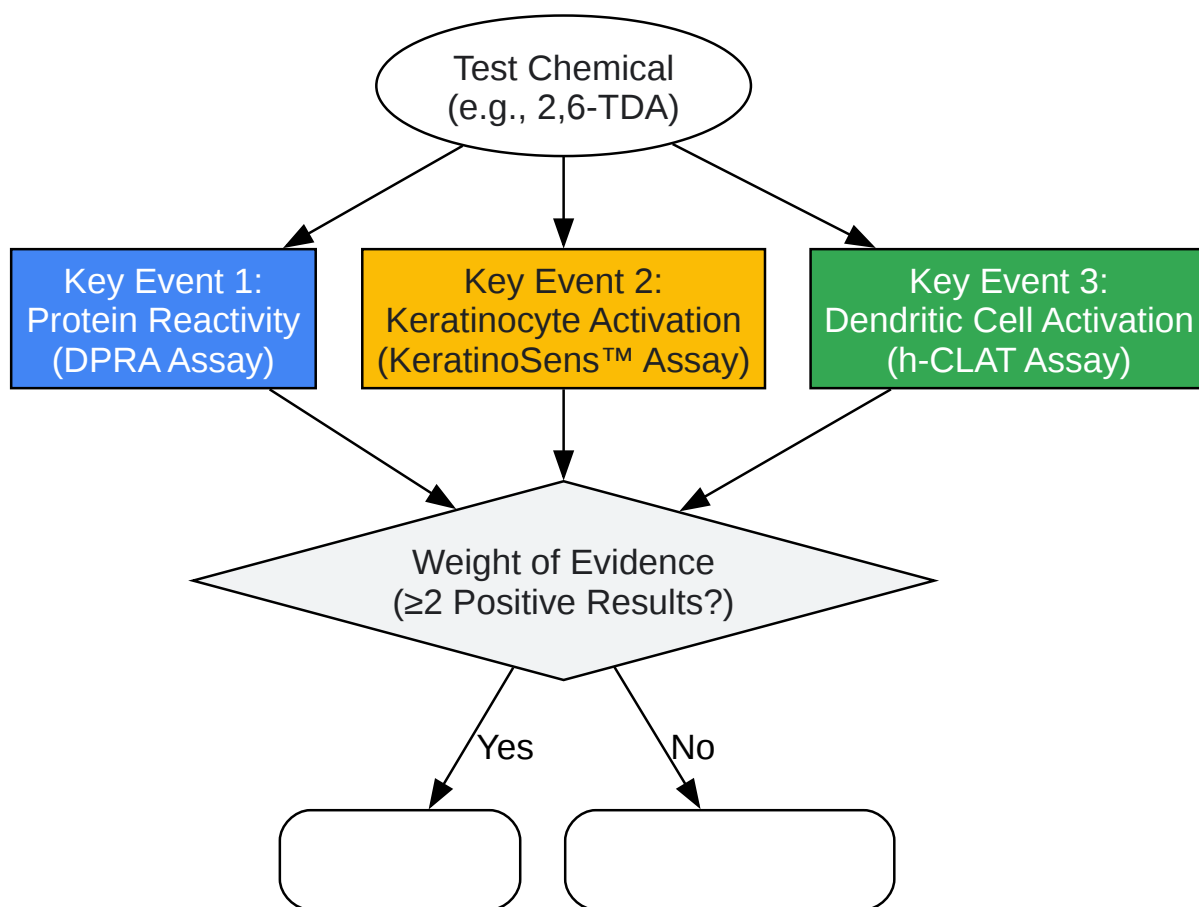 Test Chemical
(e.g., 2,6-TDA)
Key Event 1:
Protein Reactivity
(DPRA Assay)
Key Event 2:
Keratinocyte Activation
(KeratinoSens™ Assay)
Key Event 3:
Dendritic Cell Activation
(h-CLAT Assay)
Weight of Evidence
(≥2 Positive Results?)
Yes
No